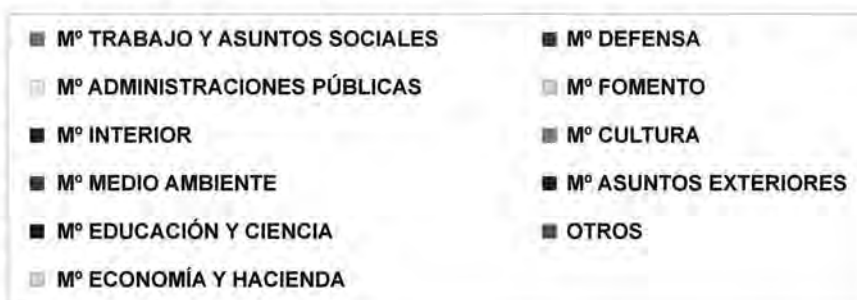 Mº TRABAJO Y ASUNTOS SOCIALES
Mº ADMINISTRACIONES PÚBLICAS
Mº INTERIOR
Mº MEDIO AMBIENTE
Mº EDUCACIÓN Y CIENCIA
Mº ECONOMÍA Y HACIENDA
Mº DEFENSA
Mº FOMENTO
Mº CULTURA
Mº ASUNTOS EXTERIORES
OTROS